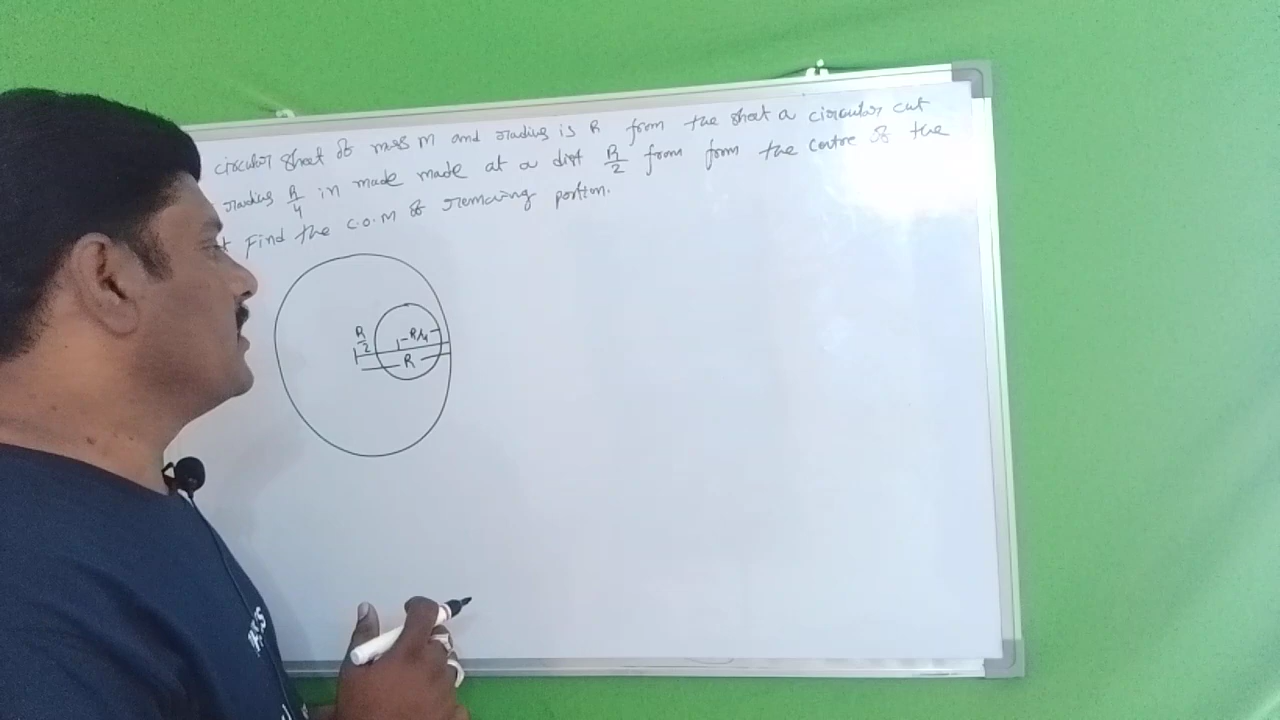 circular sheet of mass M and radius is R from the sheet a circular cut
radius R/4 in made made at a dist R/2 from from the centre of the
Find the C.O.M of remaining portion.
R/2
R/4
R